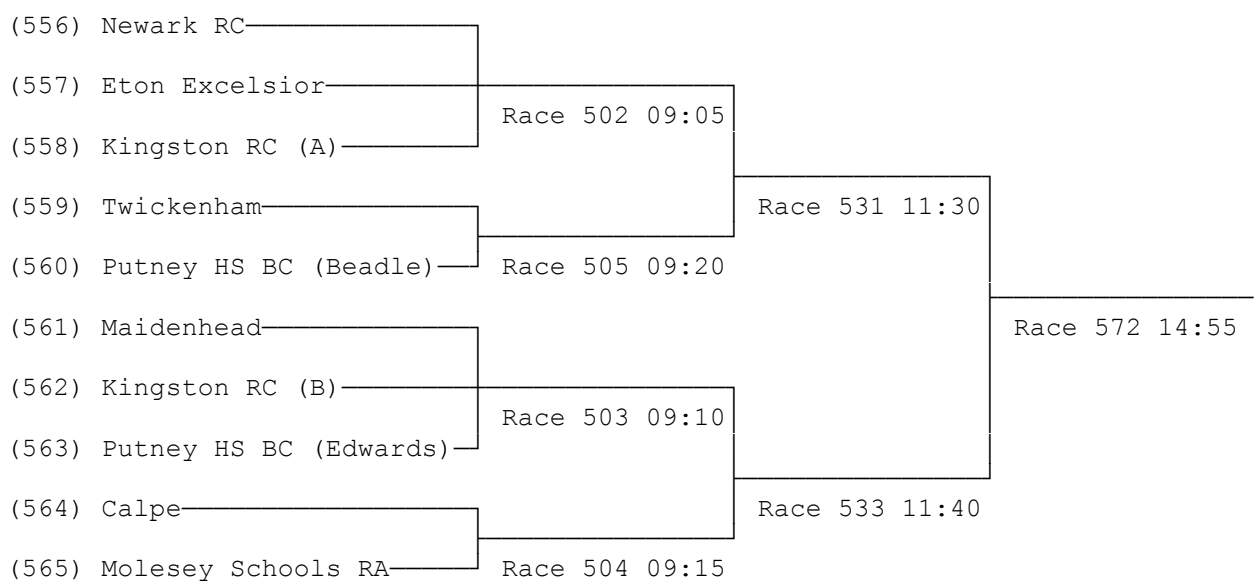 (556) Newark RC
(557) Eton Excelsior
Race 502 09:05
(558) Kingston RC (A)
(559) Twickenham
Race 531 11:30
(560) Putney HS BC (Beadle)
Race 505 09:20
(561) Maidenhead
Race 572 14:55
(562) Kingston RC (B)
Race 503 09:10
(563) Putney HS BC (Edwards)
(564) Calpe
Race 533 11:40
(565) Molesey Schools RA
Race 504 09:15